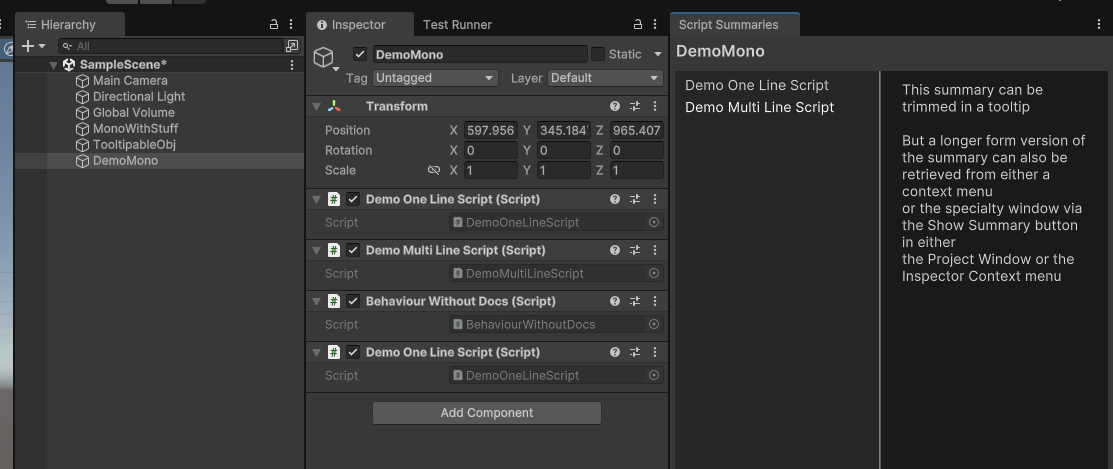 Hierarchy
All
SampleScene*
Main Camera
Directional Light
Global Volume
MonoWithStuff
TooltipableObj
DemoMono
Inspector
Test Runner
DemoMono
Static
Tag Untagged Layer Default
Transform
Position X 597.956 Y 345.184 Z 965.407
Rotation X 0 Y 0 Z 0
Scale X 1 Y 1 Z 1
# Demo One Line Script (Script)
Script # DemoOneLineScript
# Demo Multi Line Script (Script)
Script # DemoMultiLineScript
# Behaviour Without Docs (Script)
Script # BehaviourWithoutDocs
# Demo One Line Script (Script)
Script # DemoOneLineScript
Add Component
Script Summaries
DemoMono
Demo One Line Script
Demo Multi Line Script
This summary can be
trimmed in a tooltip
But a longer form version of
the summary can also be
retrieved from either a
context menu
or the specialty window via
the Show Summary button
in either
the Project Window or the
Inspector Context menu